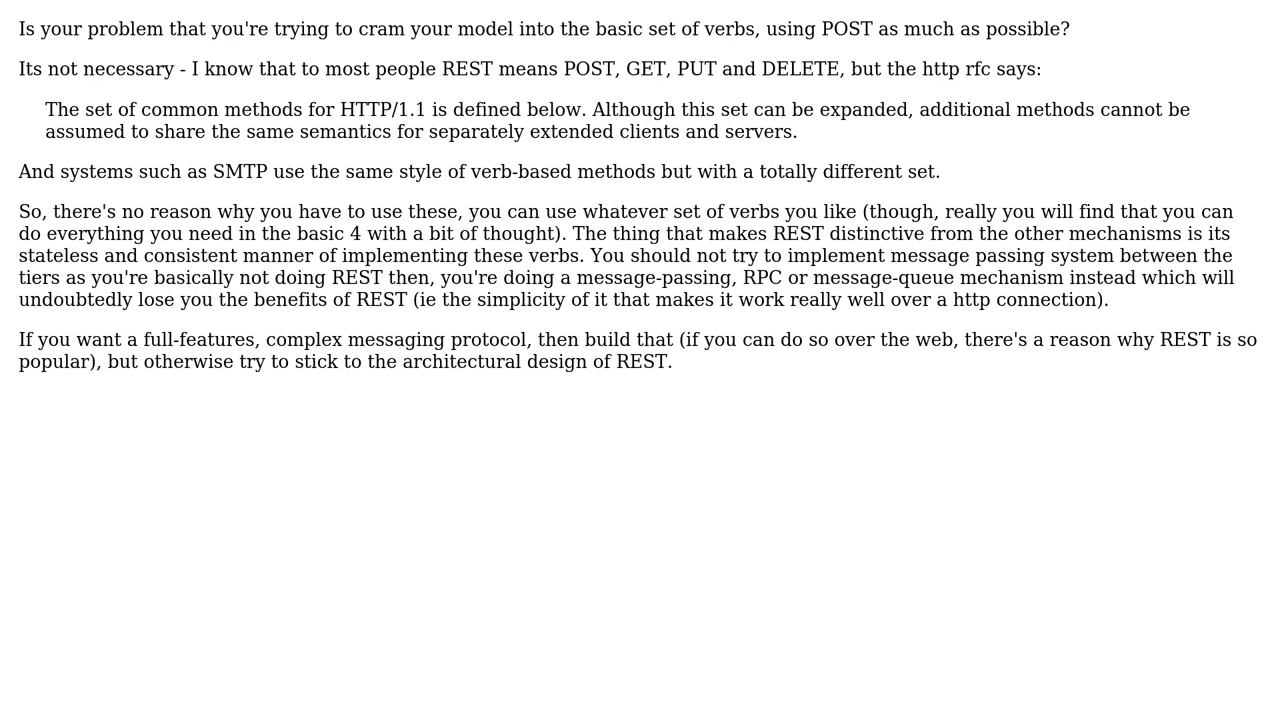 Is your problem that you're trying to cram your model into the basic set of verbs, using POST as much as possible?
Its not necessary - I know that to most people REST means POST, GET, PUT and DELETE, but the http rfc says:
The set of common methods for HTTP/1.1 is defined below. Although this set can be expanded, additional methods cannot be
assumed to share the same semantics for separately extended clients and servers.
And systems such as SMTP use the same style of verb-based methods but with a totally different set.
So, there's no reason why you have to use these, you can use whatever set of verbs you like (though, really you will find that you can
do everything you need in the basic 4 with a bit of thought). The thing that makes REST distinctive from the other mechanisms is its
stateless and consistent manner of implementing these verbs. You should not try to implement message passing system between the
tiers as you're basically not doing REST then, you're doing a message-passing, RPC or message-queue mechanism instead which will
undoubtedly lose you the benefits of REST (ie the simplicity of it that makes it work really well over a http connection).
If you want a full-features, complex messaging protocol, then build that (if you can do so over the web, there's a reason why REST is so
popular), but otherwise try to stick to the architectural design of REST.